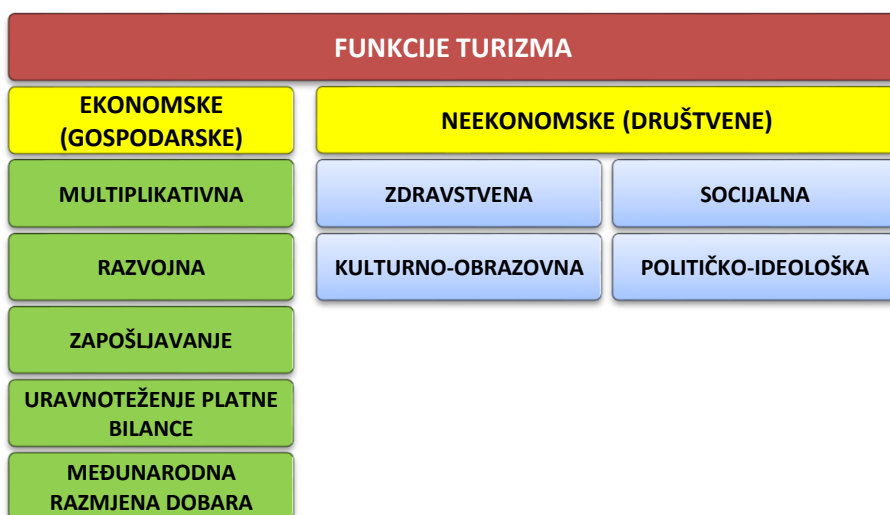 FUNKCIJE TURIZMA
EKONOMSKE
(GOSPODARSKE)
NEEKONOMSKE (DRUŠTVENE)
MULTIPLIKATIVNA
ZDRAVSTVENA
SOCIJALNA
RAZVOJNA
KULTURNO-OBRAZOVNA
POLITIČKO-IDEOLOŠKA
ZAPOŠLJAVANJE
URAVNOTEŽENJE PLATNE
BILANCE
MEĐUNARODNA
RAZMJENA DOBARA